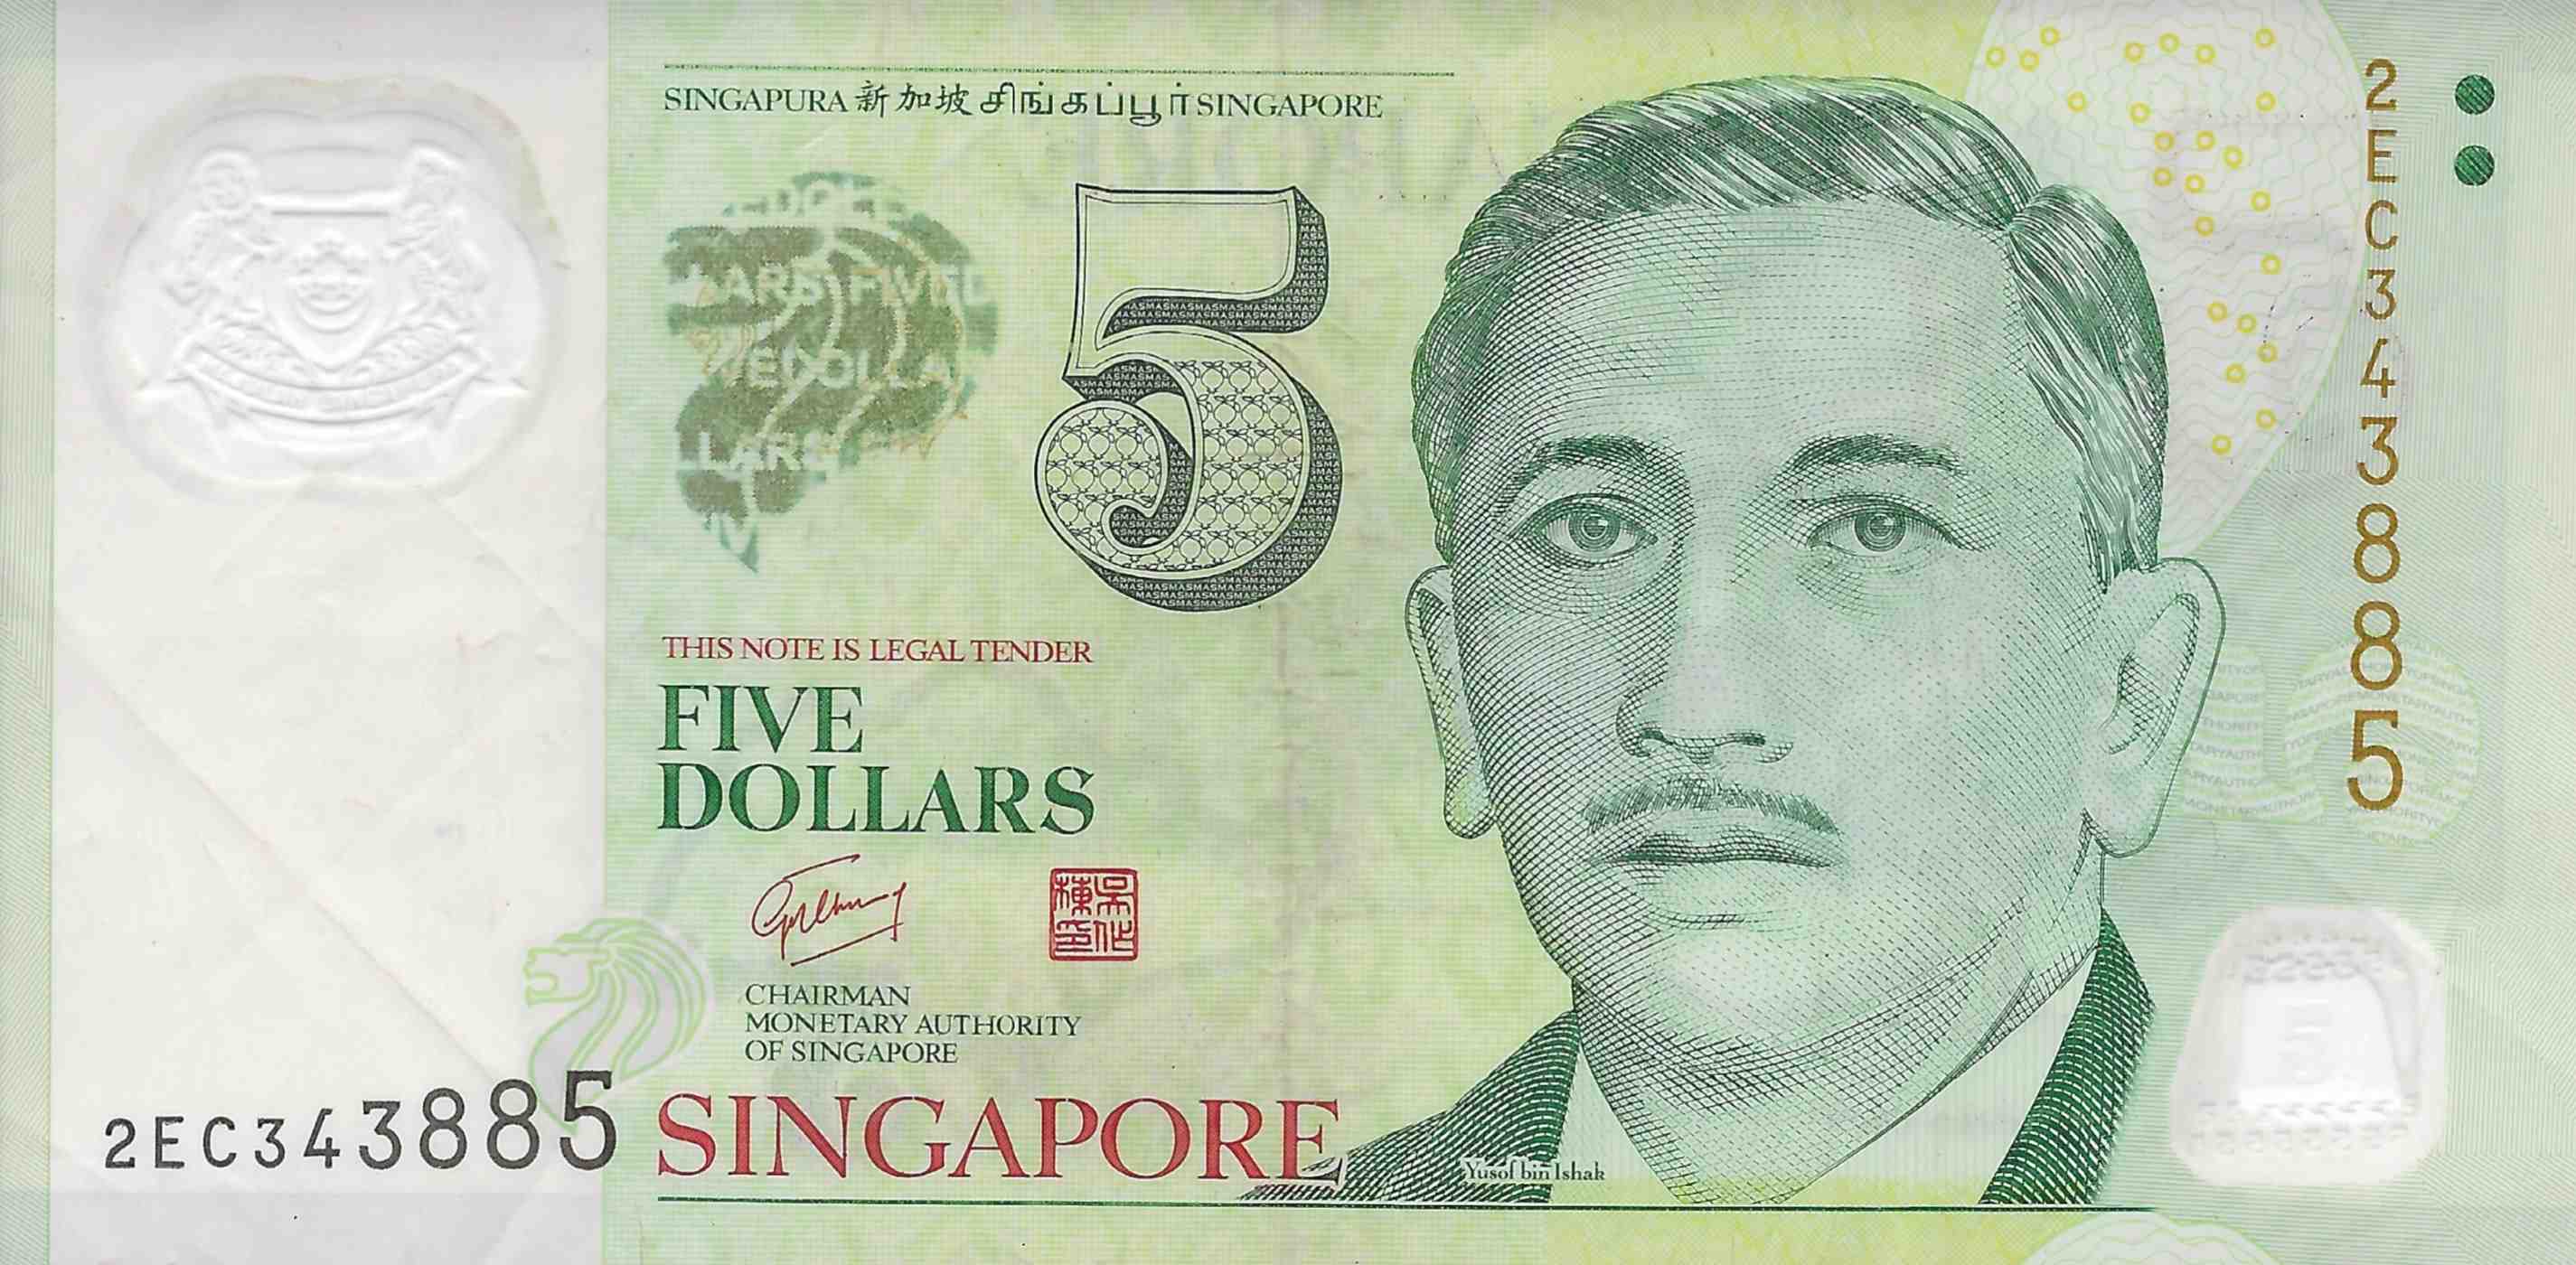 SINGAPURA 新加坡 சிங்கப்பூர் SINGAPORE
5
THIS NOTE IS LEGAL TENDER
FIVE
DOLLARS
CHAIRMAN
MONETARY AUTHORITY
OF SINGAPORE
2EC343885
SINGAPORE
Yusof bin Ishak
2EC343885